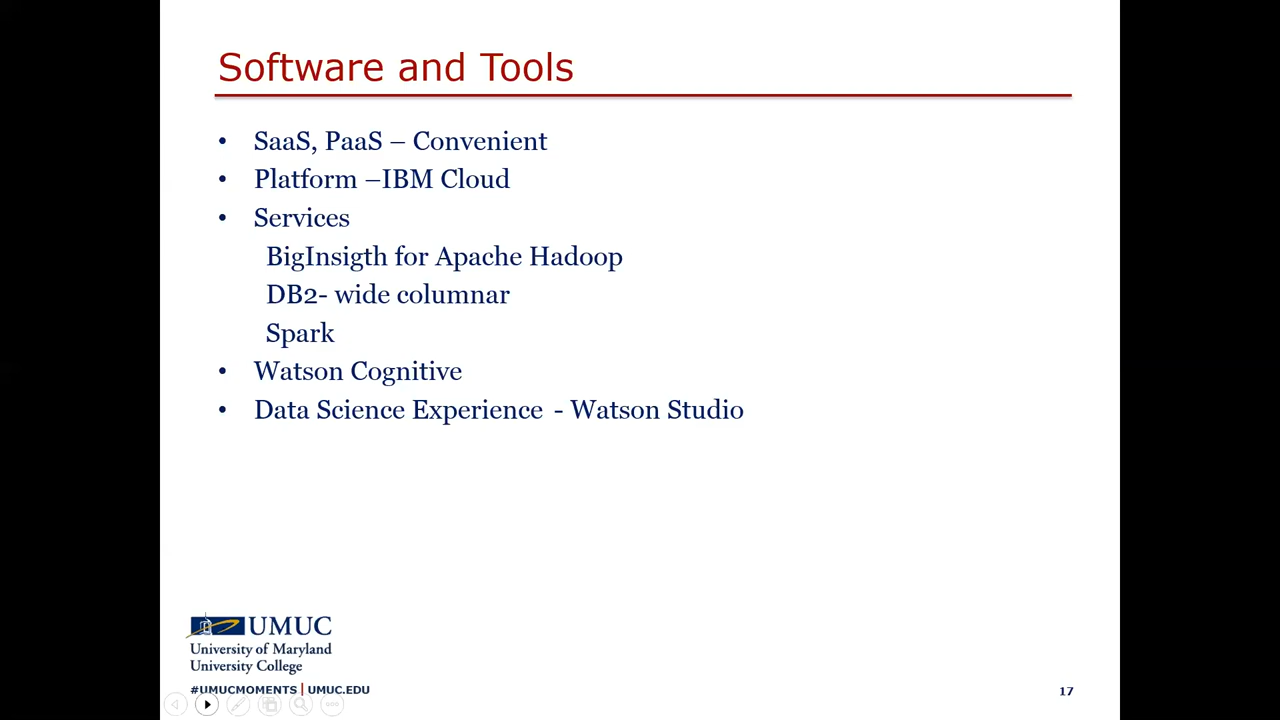 Software and Tools
• SaaS, PaaS – Convenient
• Platform –IBM Cloud
• Services
BigInsigth for Apache Hadoop
DB2- wide columnar
Spark
• Watson Cognitive
• Data Science Experience - Watson Studio
UMUC
University of Maryland
University College
#UMUCMOMENTS | UMUC.EDU
17